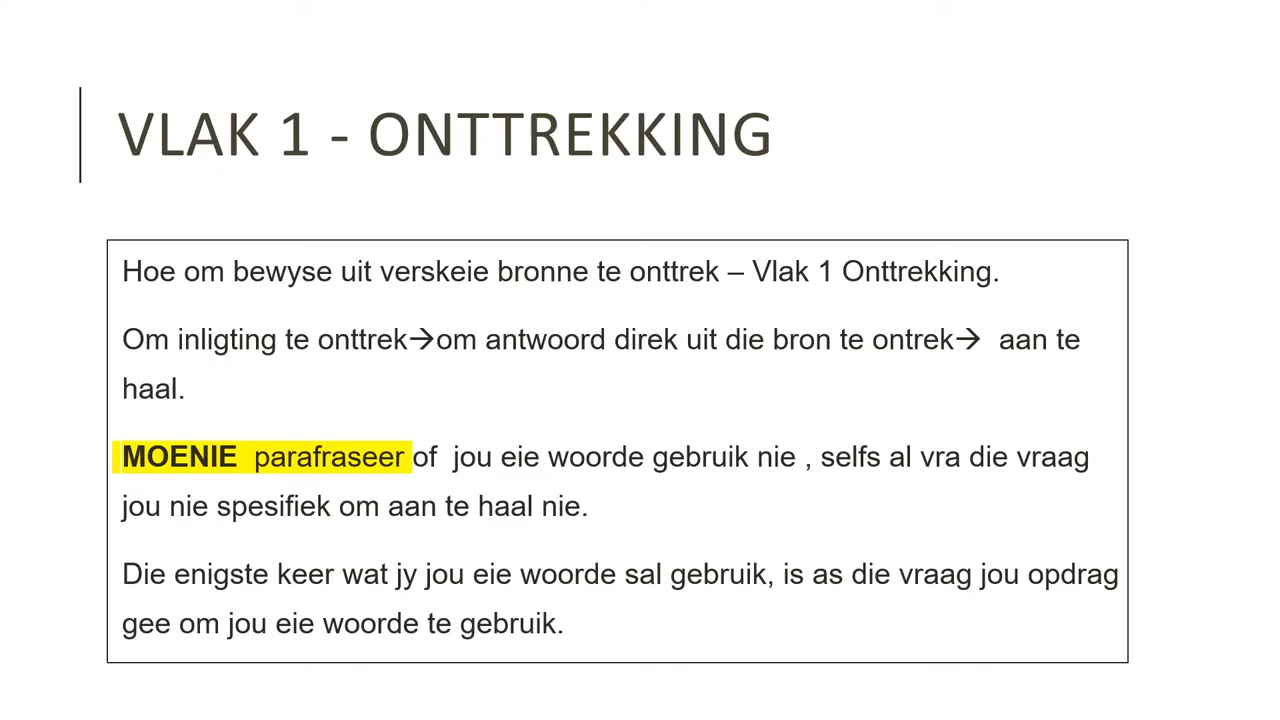 VLAK 1 - ONTTREKKING
Hoe om bewyse uit verskeie bronne te onttrek – Vlak 1 Onttrekking.
Om inligting te onttrek→om antwoord direk uit die bron te ontrek→ aan te
haal.
MOENIE parafraseer of jou eie woorde gebruik nie , selfs al vra die vraag
jou nie spesifiek om aan te haal nie.
Die enigste keer wat jy jou eie woorde sal gebruik, is as die vraag jou opdrag
gee om jou eie woorde te gebruik.